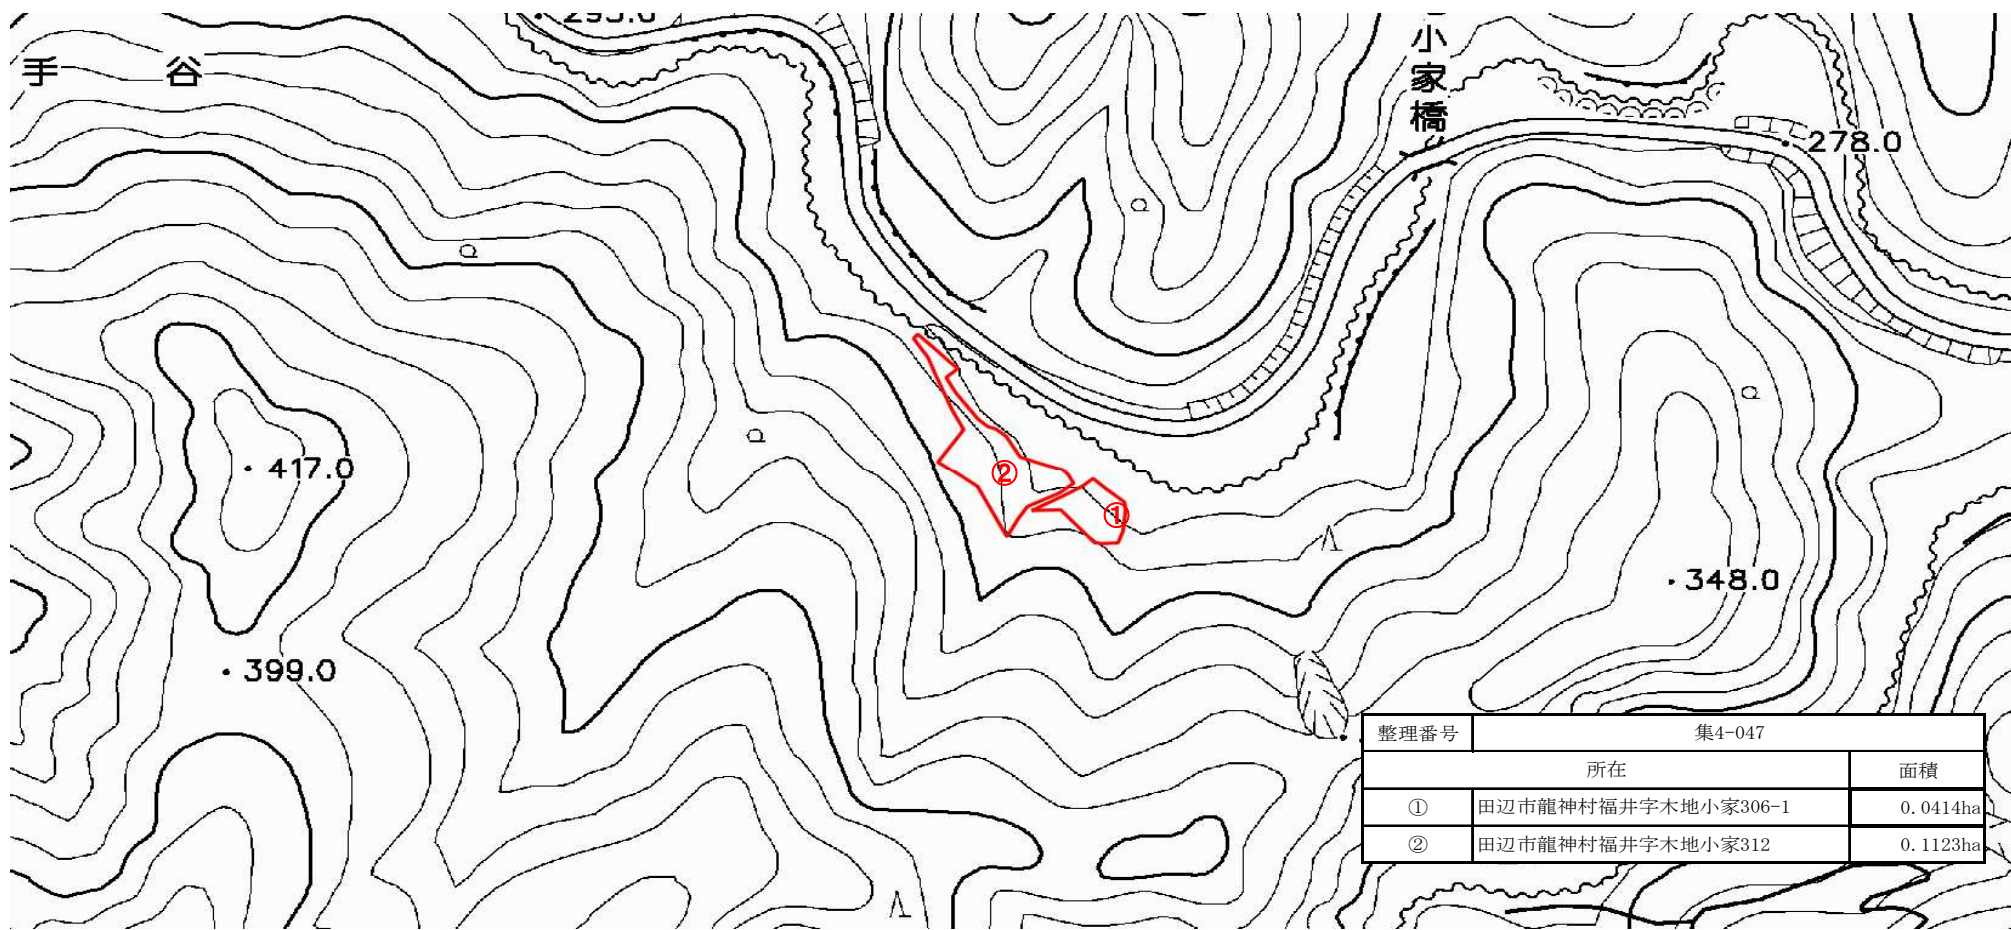 295.0
手 谷
小家橋
278.0
417.0
②
①
348.0
399.0
整理番号 集4-047
所在 面積
① 田辺市龍神村福井字木地小家306-1 0.0414ha
② 田辺市龍神村福井字木地小家312 0.1123ha